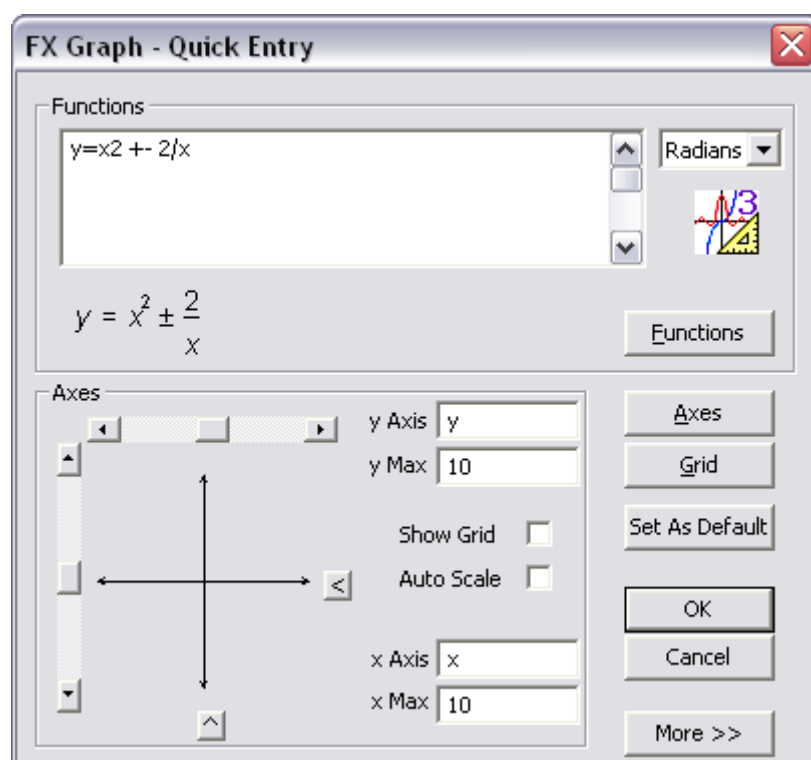 FX Graph - Quick Entry
Functions
y=x2 +- 2/x
Radians
y = x² ± 2/x
Functions
Axes
y Axis y
Axes
y Max 10
Grid
Show Grid
Set As Default
Auto Scale
<
OK
x Axis x
Cancel
x Max 10
^
More >>